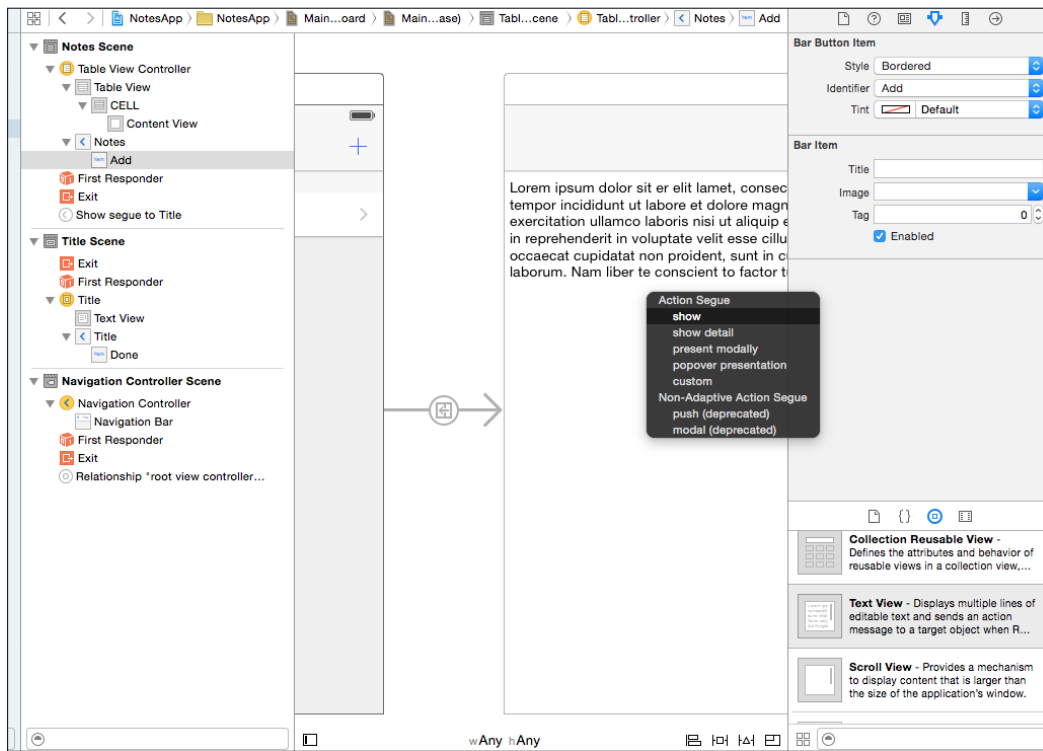 NotesApp
NotesApp
Main...oard
Main...ase)
Tabl...cene
Tabl...troller
Notes
Add
Notes Scene
Table View Controller
Table View
CELL
Content View
Notes
Item Add
First Responder
Exit
Show segue to Title
Title Scene
Exit
First Responder
Title
Text View
Title
Item Done
Navigation Controller Scene
Navigation Controller
Navigation Bar
First Responder
Exit
Relationship "root view controller...
Lorem ipsum dolor sit er elit lamet, consec
tempor incididunt ut labore et dolore magn
exercitation ullamco laboris nisi ut aliquip e
in reprehenderit in voluptate velit esse cillu
occaecat cupidatat non proident, sunt in cu
laborum. Nam liber te conscient to factor tu
Action Segue
show
show detail
present modally
popover presentation
custom
Non-Adaptive Action Segue
push (deprecated)
modal (deprecated)
wAny hAny
Bar Button Item
Style Bordered
Identifier Add
Tint Default
Bar Item
Title
Image
Tag 0
Enabled
Collection Reusable View -
Defines the attributes and behavior of
reusable views in a collection view,...
Text View - Displays multiple lines of
editable text and sends an action
message to a target object when R...
Scroll View - Provides a mechanism
to display content that is larger than
the size of the application's window.